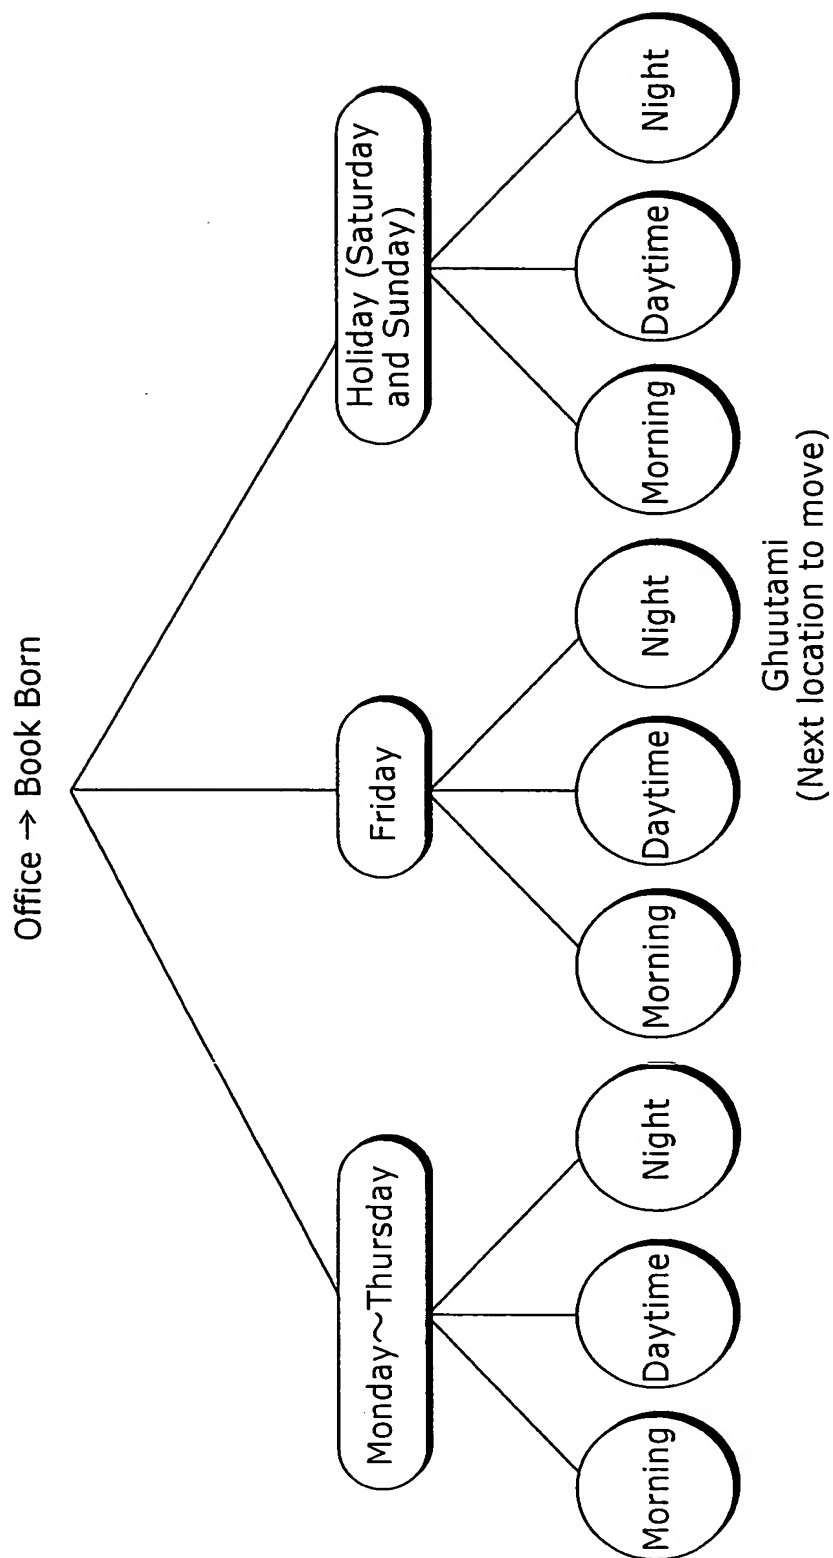 Office → Book Born
Monday～Thursday
Friday
Holiday (Saturday
and Sunday)
Morning
Daytime
Night
Morning
Daytime
Night
Morning
Daytime
Night
Ghuutami
(Next location to move)